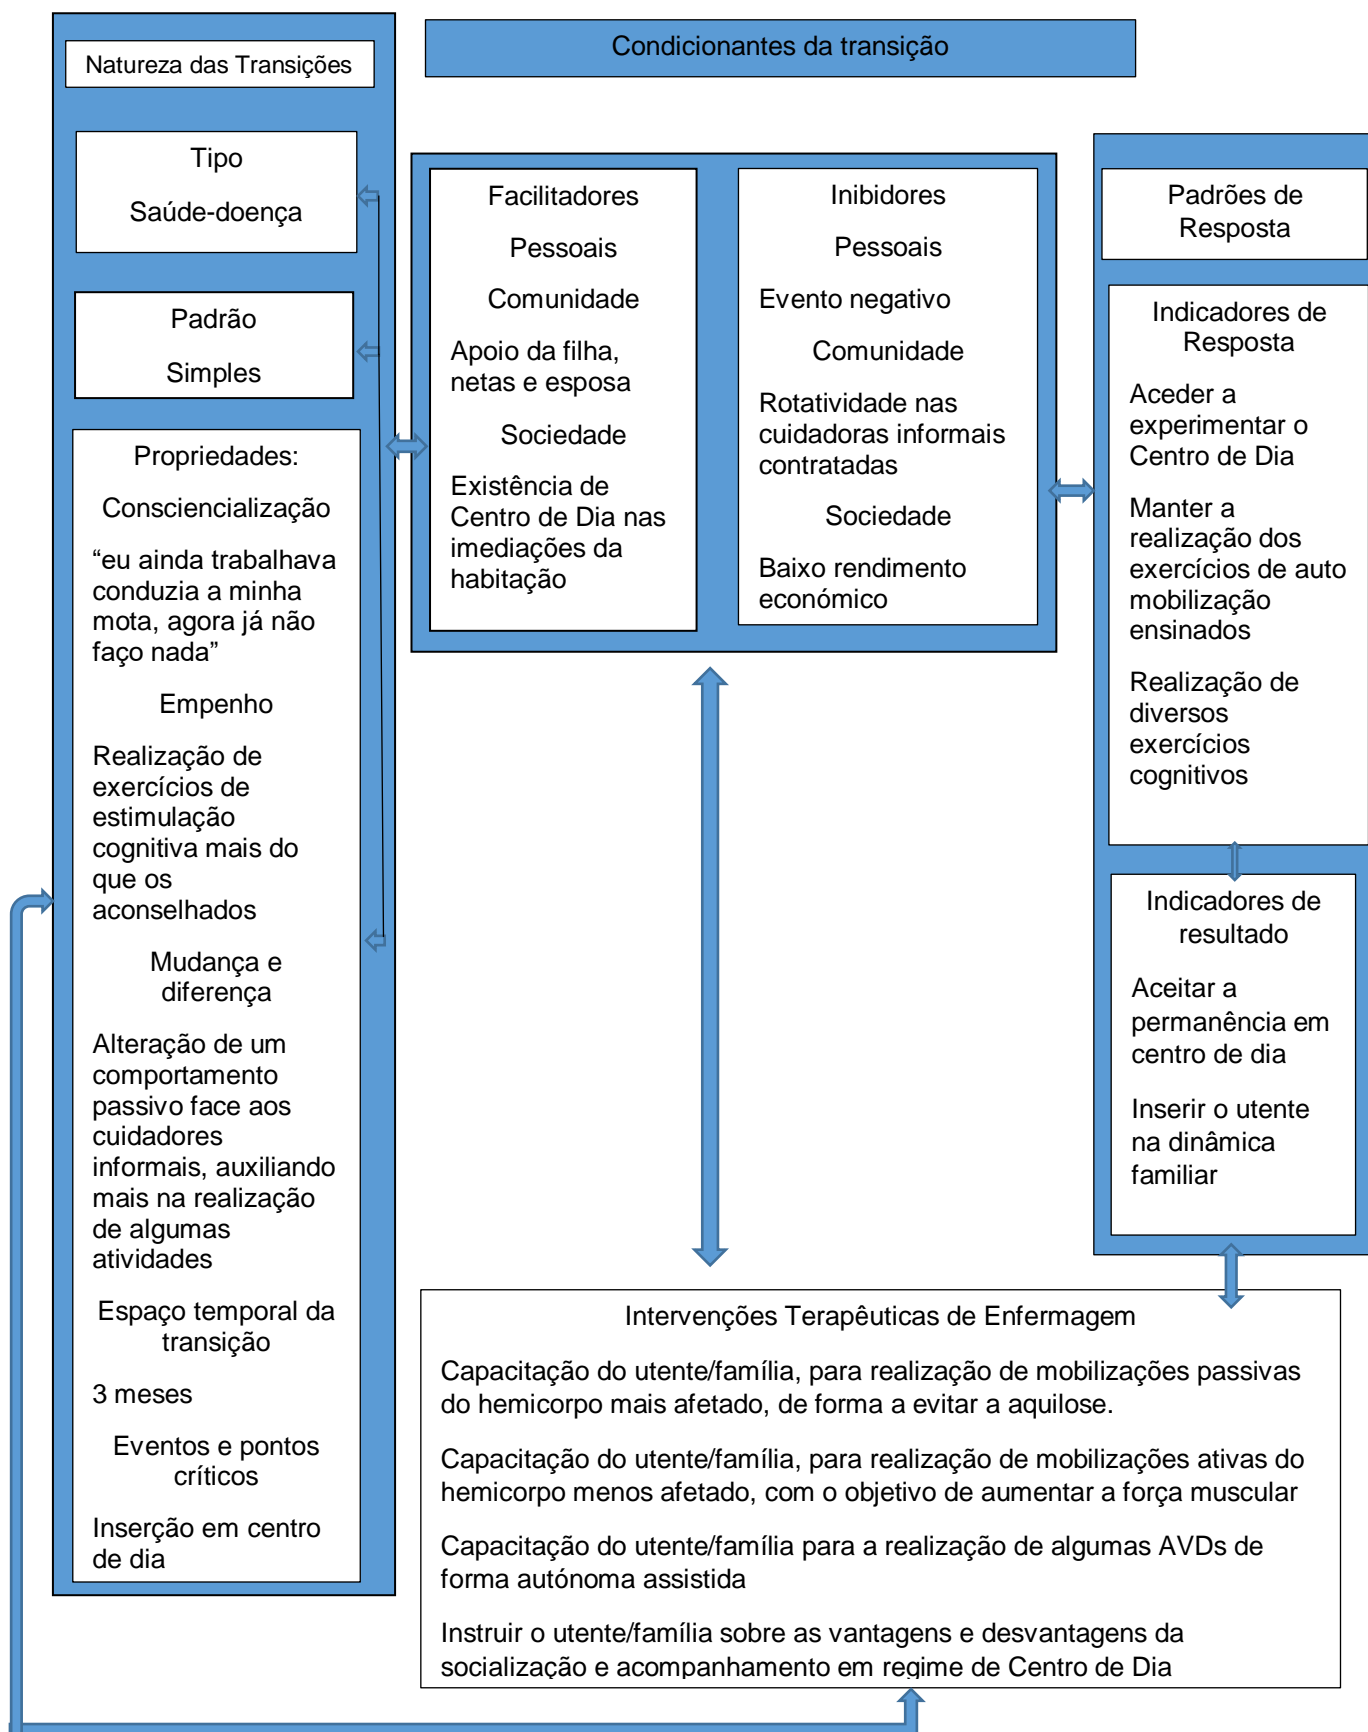 Natureza das Transições
Condicionantes da transição
Tipo
Saúde-doença
Padrão
Simples
Propriedades:
Consciencialização
“eu ainda trabalhava
conduzia a minha
mota, agora já não
faço nada”
Empenho
Realização de
exercícios de
estimulação
cognitiva mais do
que os
aconselhados
Mudança e
diferença
Alteração de um
comportamento
passivo face aos
cuidadores
informais, auxiliando
mais na realização
de algumas
atividades
Espaço temporal da
transição
3 meses
Eventos e pontos
críticos
Inserção em centro
de dia
Facilitadores
Pessoais
Comunidade
Apoio da filha,
netas e esposa
Sociedade
Existência de
Centro de Dia nas
imediações da
habitação
Inibidores
Pessoais
Evento negativo
Comunidade
Rotatividade nas
cuidadoras informais
contratadas
Sociedade
Baixo rendimento
económico
Padrões de
Resposta
Indicadores de
Resposta
Aceder a
experimentar o
Centro de Dia
Manter a
realização dos
exercícios de auto
mobilização
ensinados
Realização de
diversos
exercícios
cognitivos
Indicadores de
resultado
Aceitar a
permanência em
centro de dia
Inserir o utente
na dinâmica
familiar
Intervenções Terapêuticas de Enfermagem
Capacitação do utente/família, para realização de mobilizações passivas
do hemicorpo mais afetado, de forma a evitar a aquilose.
Capacitação do utente/família, para realização de mobilizações ativas do
hemicorpo menos afetado, com o objetivo de aumentar a força muscular
Capacitação do utente/família para a realização de algumas AVDs de
forma autónoma assistida
Instruir o utente/família sobre as vantagens e desvantagens da
socialização e acompanhamento em regime de Centro de Dia